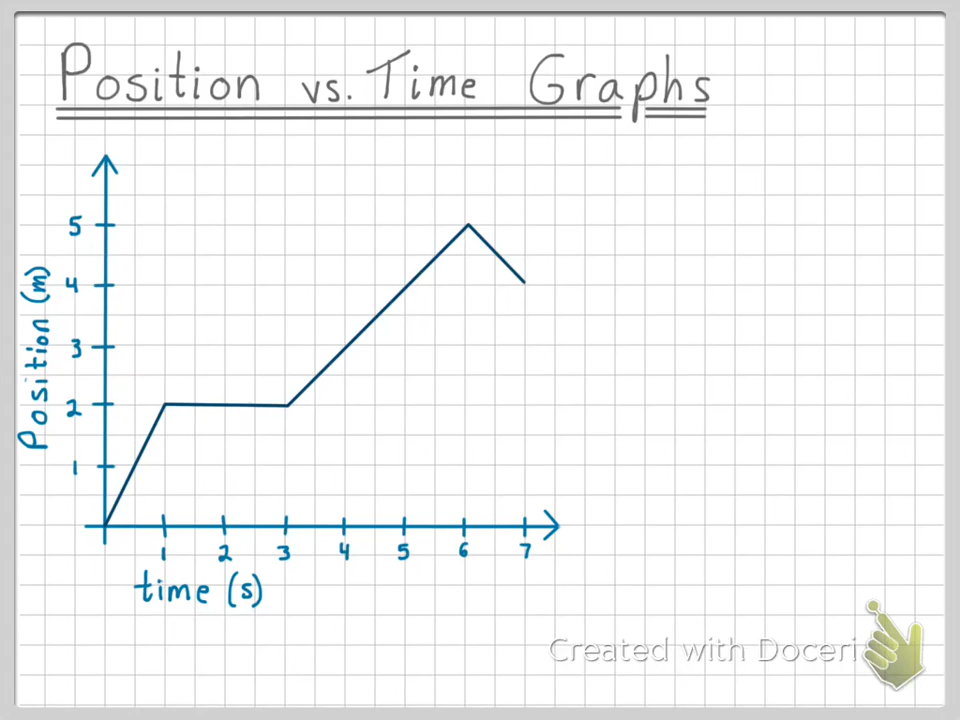 Position vs. Time Graphs
5
4
3
2
1
Position (m)
1 2 3 4 5 6 7
time (s)
Created with Doceri